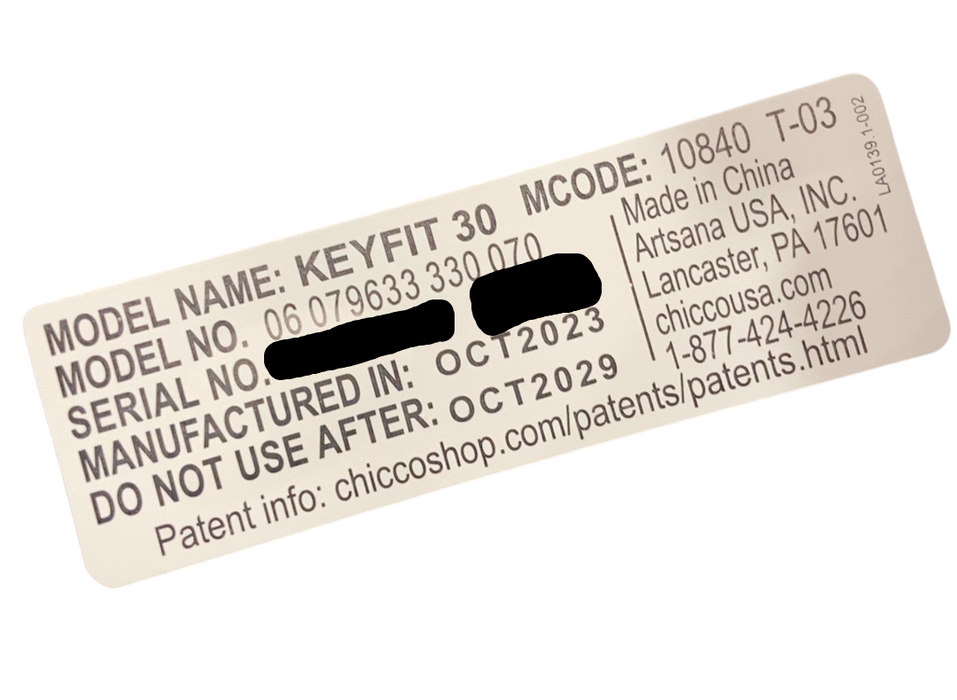 MODEL NAME: KEYFIT 30 MCODE: 10840 T-03
MODEL NO. 06 079633 330 070
SERIAL NO.
MANUFACTURED IN: OCT2023
DO NOT USE AFTER: OCT2029
Patent info: chiccoshop.com/patents/patents.html
Made in China
Artsana USA, INC.
Lancaster, PA 17601
chiccousa.com
1-877-424-4226
LA0139.1-002